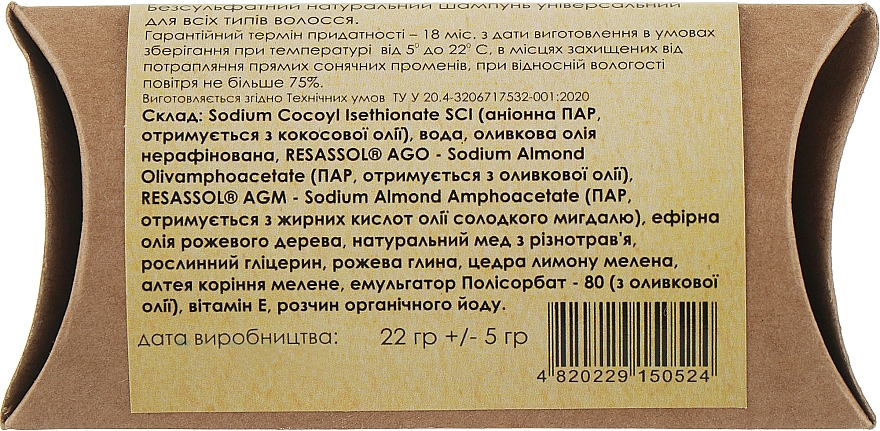 Безсульфатний натуральний шампунь універсальний
для всіх типів волосся.
Гарантійний термін придатності – 18 міс. з дати виготовлення в умовах
зберігання при температурі від 5° до 22° С, в місцях захищених від
потрапляння прямих сонячних променів, при відносній вологості
повітря не більше 75%.
Виготовляється згідно Технічних умов ТУ У 20.4-3206717532-001:2020
Склад: Sodium Cocoyl Isethionate SCI (аніонна ПАР,
отримується з кокосової олії), вода, оливкова олія
нерафінована, RESASSOL® AGO - Sodium Almond
Olivamphoacetate (ПАР, отримується з оливкової олії),
RESASSOL® AGM - Sodium Almond Amphoacetate (ПАР,
отримується з жирних кислот олії солодкого мигдалю), ефірна
олія рожевого дерева, натуральний мед з різнотрав'я,
рослинний гліцерин, рожева глина, цедра лимону мелена,
алтея коріння мелене, емульгатор Полісорбат - 80 (з оливкової
олії), вітамін Е, розчин органічного йоду.
дата виробництва: 22 гр +/- 5 гр
4 820229 150524